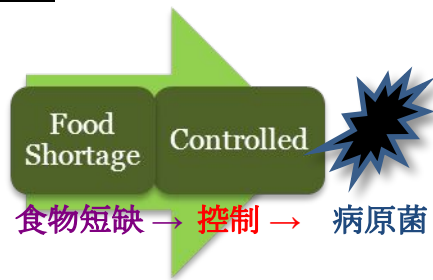 Food
Shortage
Controlled
食物短缺 → 控制 → 病原菌